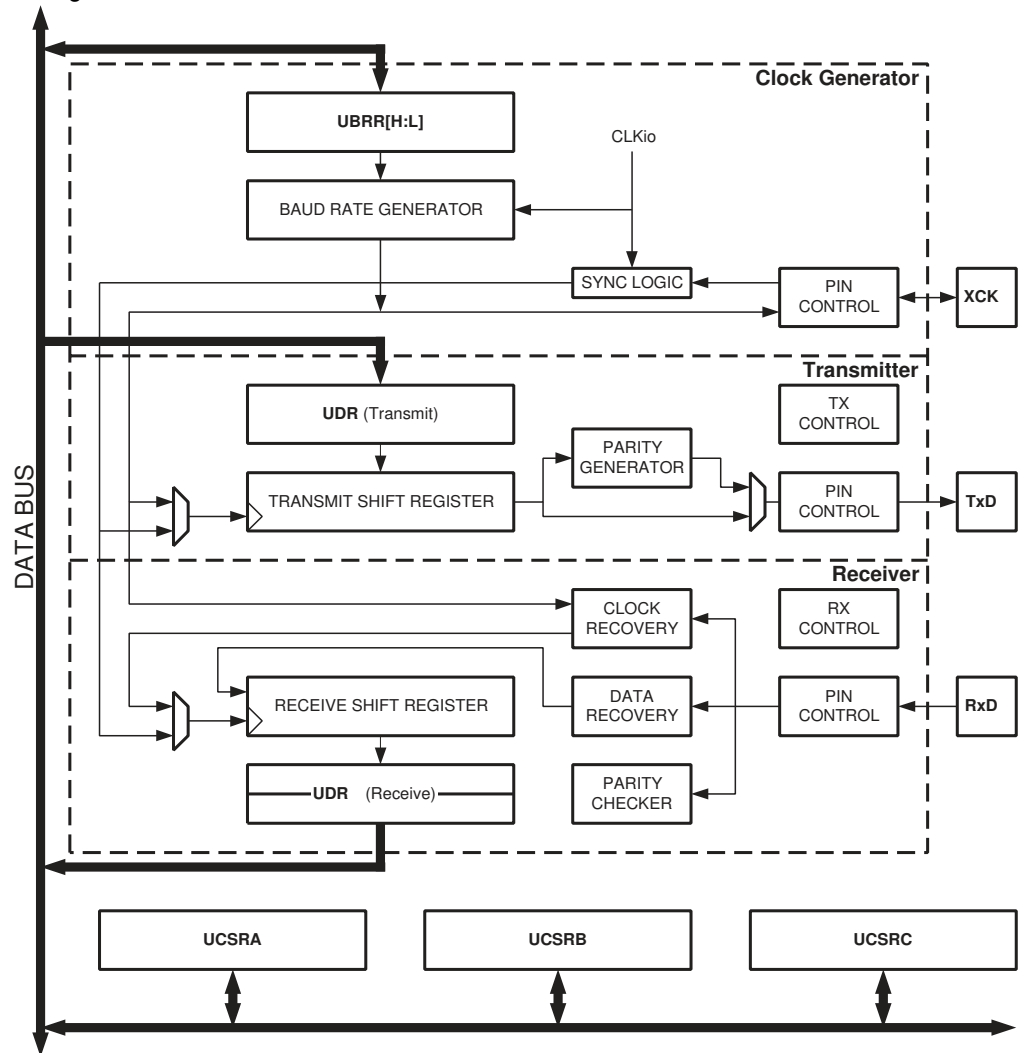 Clock Generator
UBRR[H:L]
CLKio
BAUD RATE GENERATOR
SYNC LOGIC
PIN
CONTROL
XCK
Transmitter
UDR (Transmit)
TX
CONTROL
PARITY
GENERATOR
TRANSMIT SHIFT REGISTER
PIN
CONTROL
TxD
DATA BUS
Receiver
CLOCK
RECOVERY
RX
CONTROL
RECEIVE SHIFT REGISTER
DATA
RECOVERY
PIN
CONTROL
RxD
UDR (Receive)
PARITY
CHECKER
UCSRA
UCSRB
UCSRC